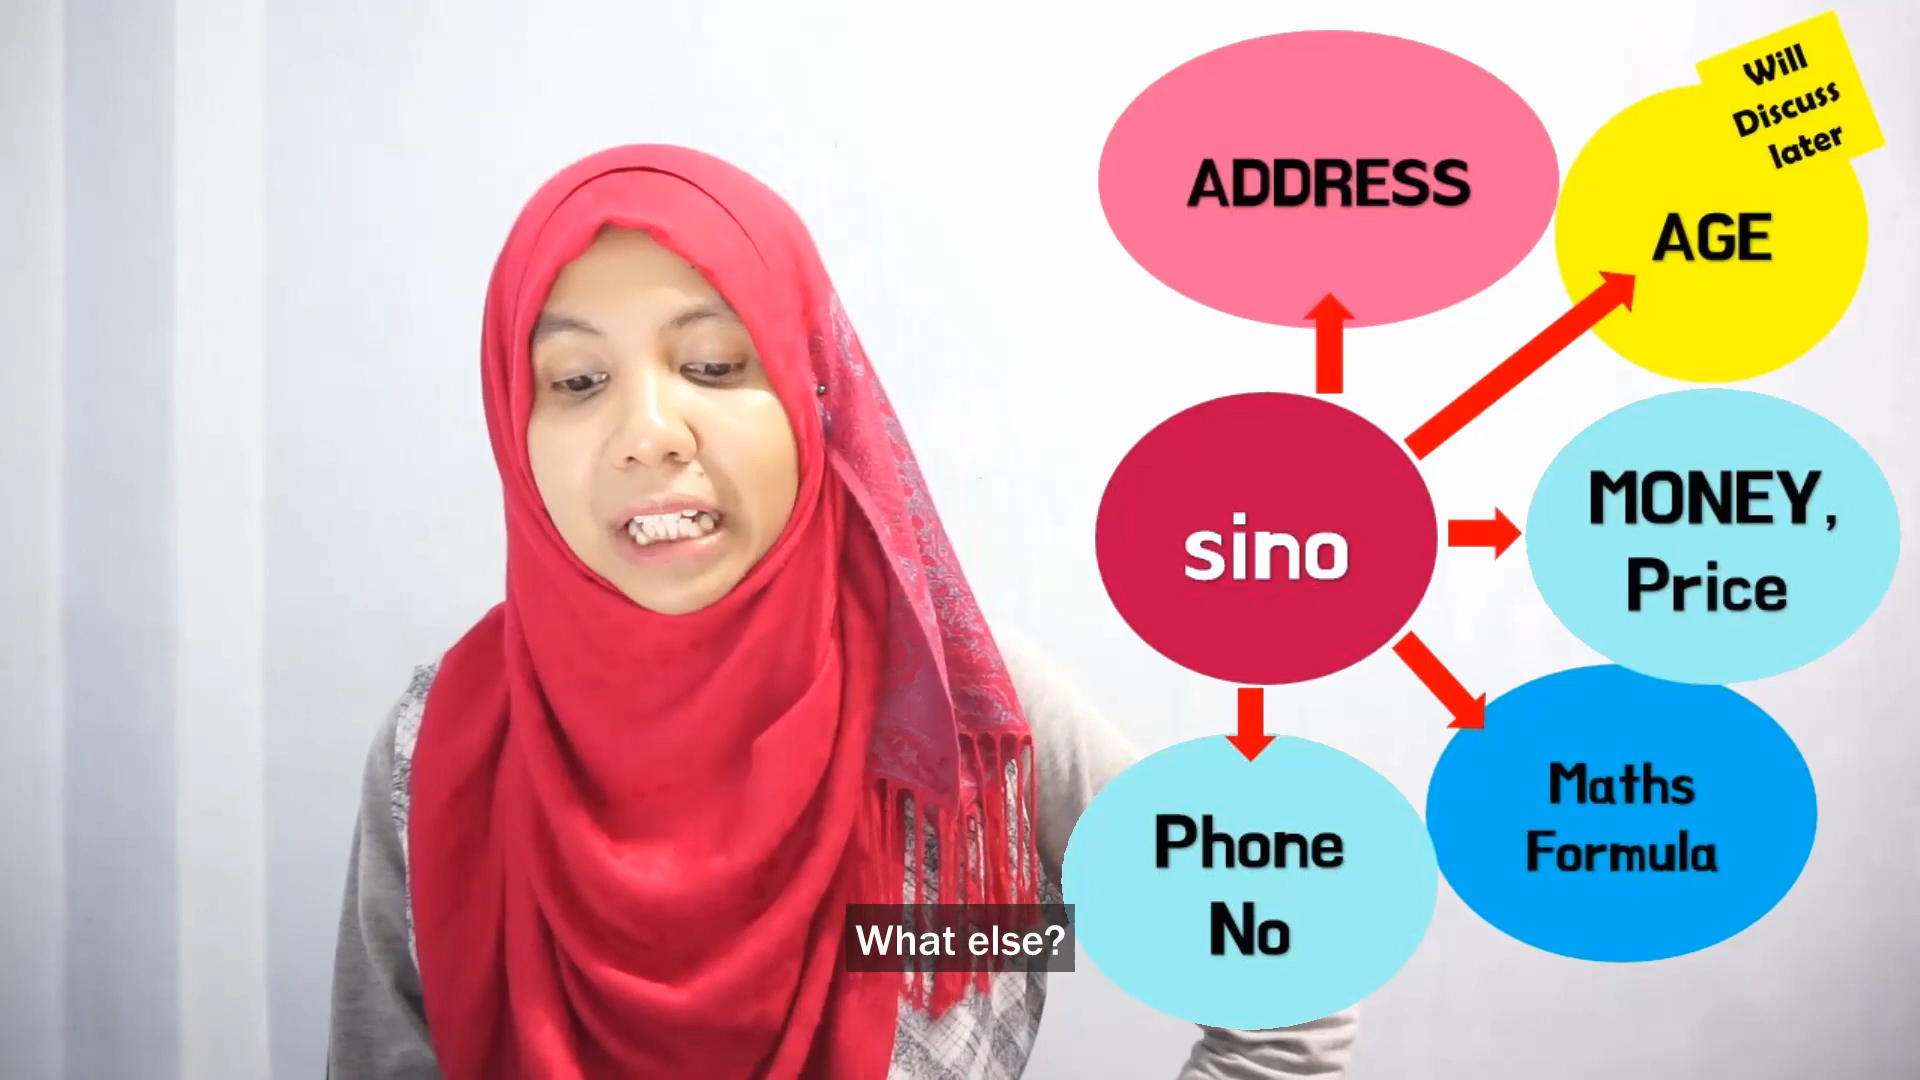 ADDRESS
Will
Discuss
later
AGE
sino
MONEY,
Price
Maths
Formula
Phone
No
What else?